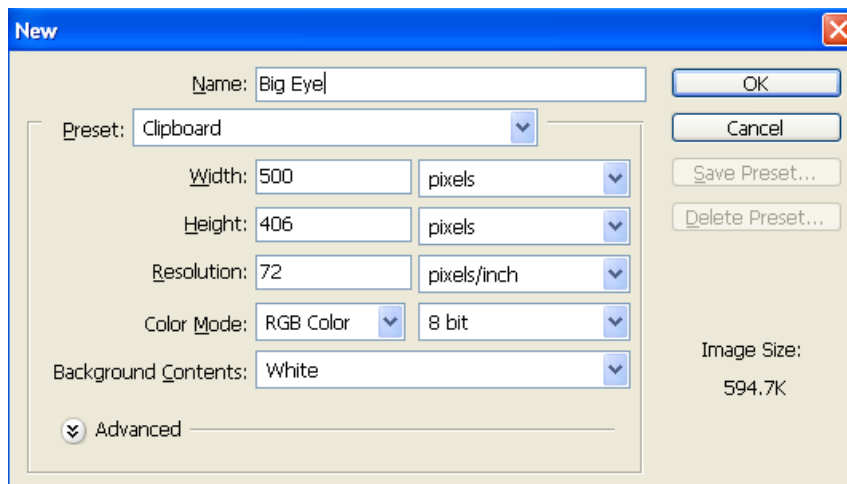 New
Name: Big Eye
OK
Preset: Clipboard
Cancel
Width: 500 pixels
Save Preset...
Height: 406 pixels
Delete Preset...
Resolution: 72 pixels/inch
Color Mode: RGB Color 8 bit
Image Size:
Background Contents: White
594.7K
Advanced